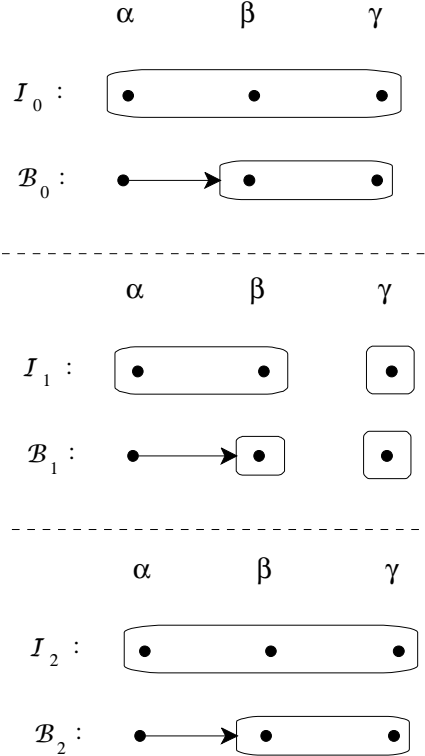 α β γ
I₀ :
B₀ :
α β γ
I₁ :
B₁ :
α β γ
I₂ :
B₂ :